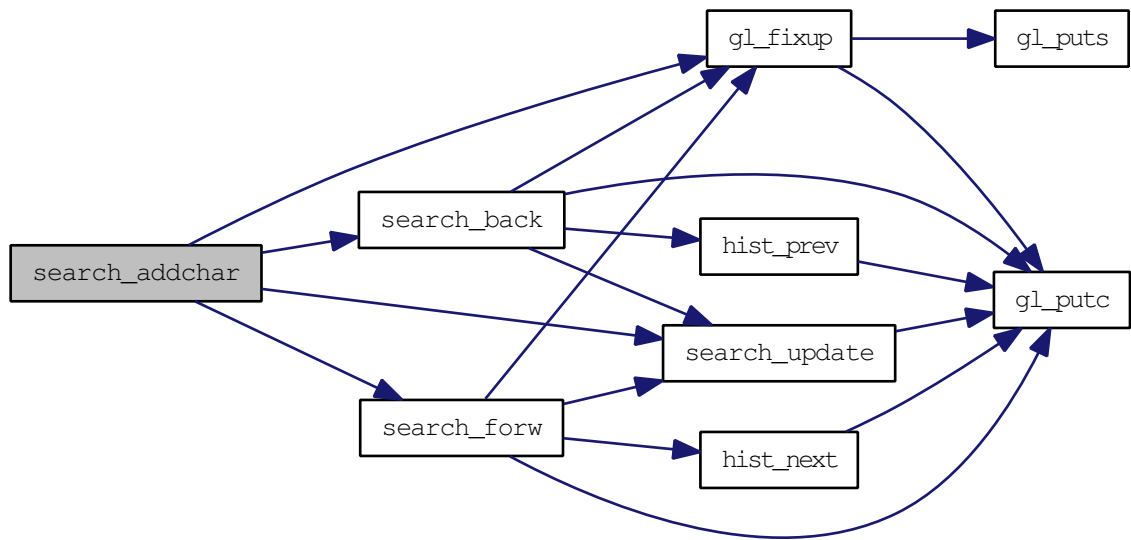 gl_fixup
gl_puts
search_back
hist_prev
search_addchar
gl_putc
search_update
search_forw
hist_next